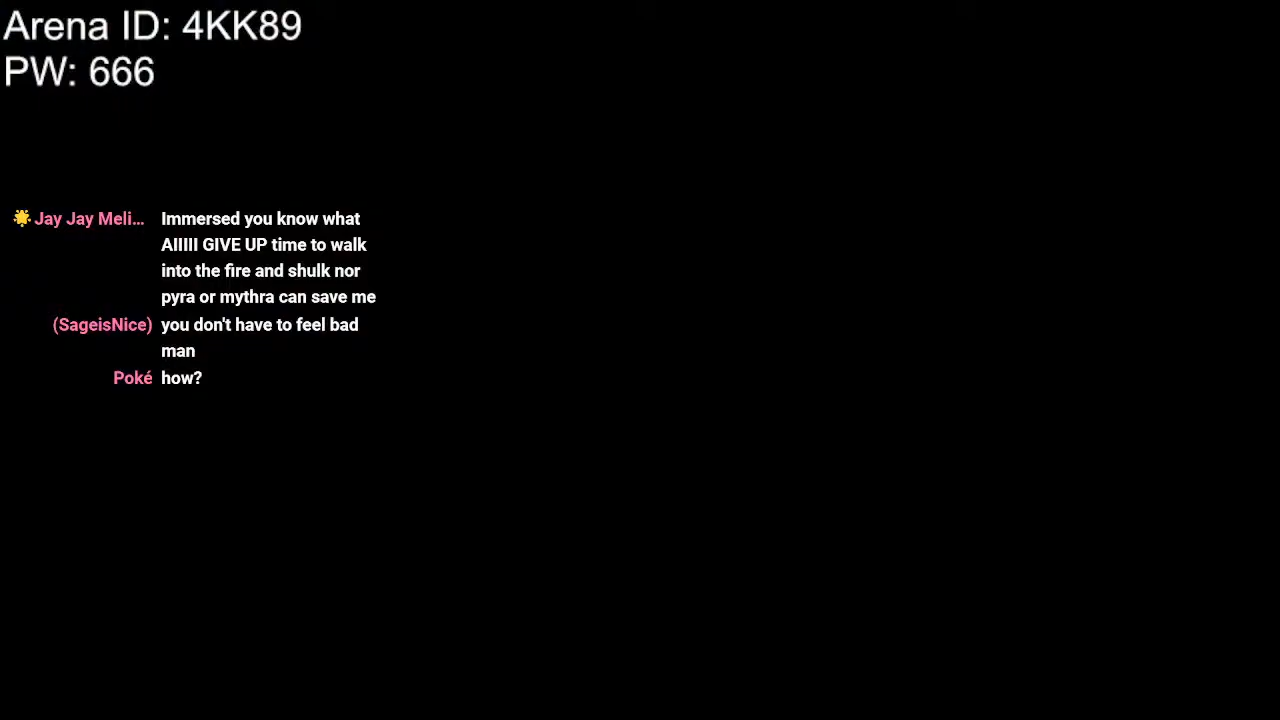 Arena ID: 4KK89
PW: 666
🌟Jay Jay Meli... Immersed you know what
AIIIII GIVE UP time to walk
into the fire and shulk nor
pyra or mythra can save me
(SageisNice) you don't have to feel bad
man
Poké how?